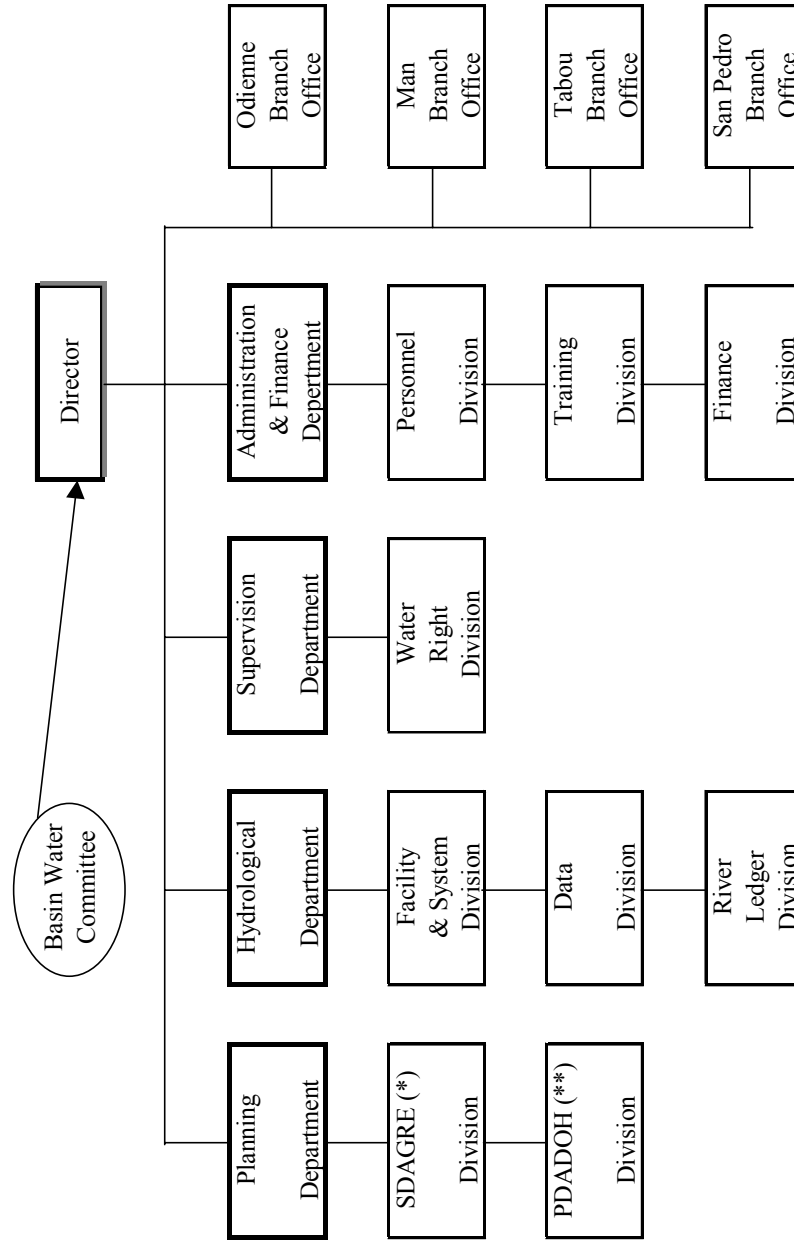 Basin Water
Committee
Director
Planning
Department
SDAGRE (*)
Division
PDADOH (**)
Division
Hydrological
Department
Facility
& System
Division
Data
Division
River
Ledger
Division
Supervision
Department
Water
Right
Division
Administration
& Finance
Depertment
Personnel
Division
Training
Division
Finance
Division
Odienne
Branch
Office
Man
Branch
Office
Tabou
Branch
Office
San Pedro
Branch
Office